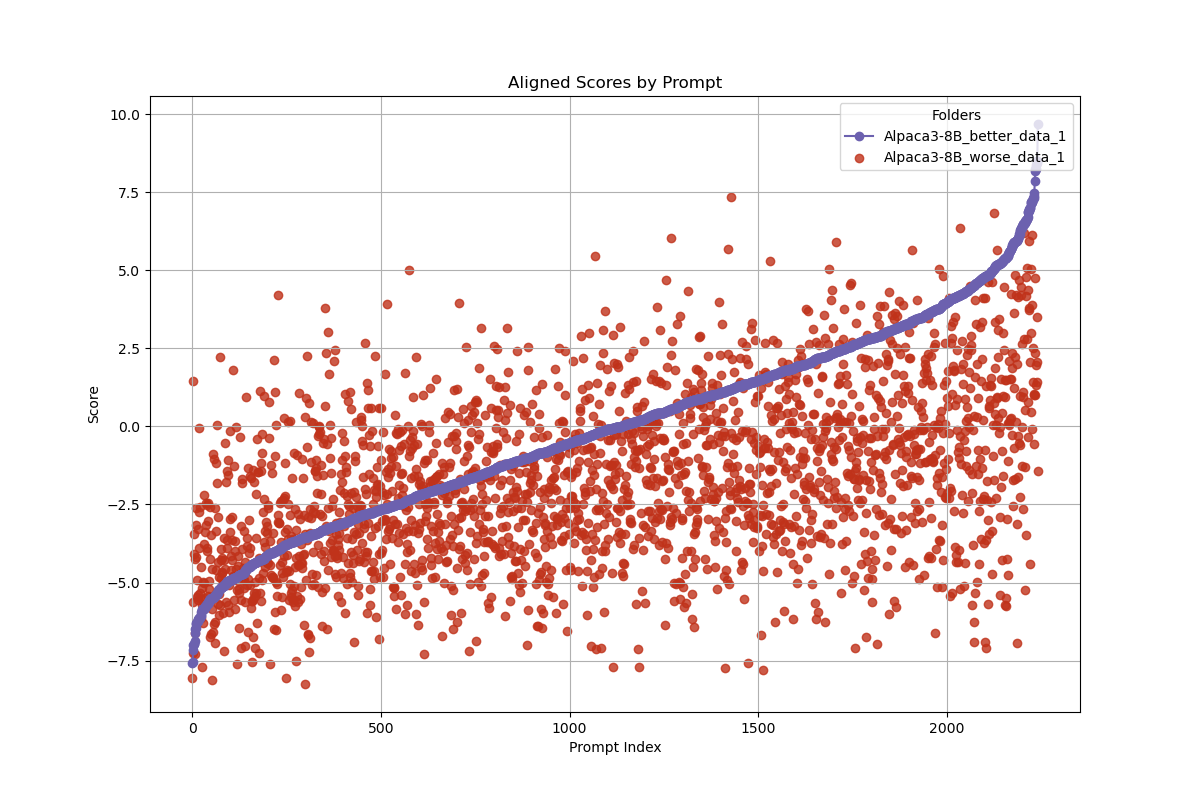 Aligned Scores by Prompt
Folders
Alpaca3-8B_better_data_1
Alpaca3-8B_worse_data_1
10.0
7.5
5.0
2.5
0.0
−2.5
−5.0
−7.5
Score
0
500
1000
1500
2000
Prompt Index